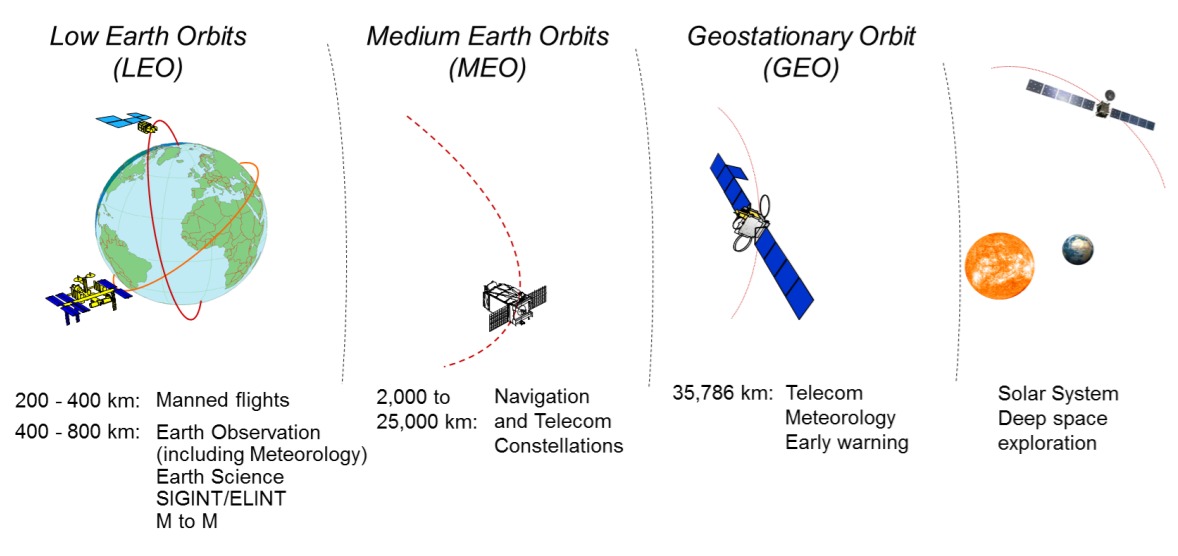 Low Earth Orbits
(LEO)
Medium Earth Orbits
(MEO)
Geostationary Orbit
(GEO)
200 - 400 km: Manned flights
400 - 800 km: Earth Observation
(including Meteorology)
Earth Science
SIGINT/ELINT
M to M
2,000 to Navigation
25,000 km: and Telecom
Constellations
35,786 km: Telecom
Meteorology
Early warning
Solar System
Deep space
exploration